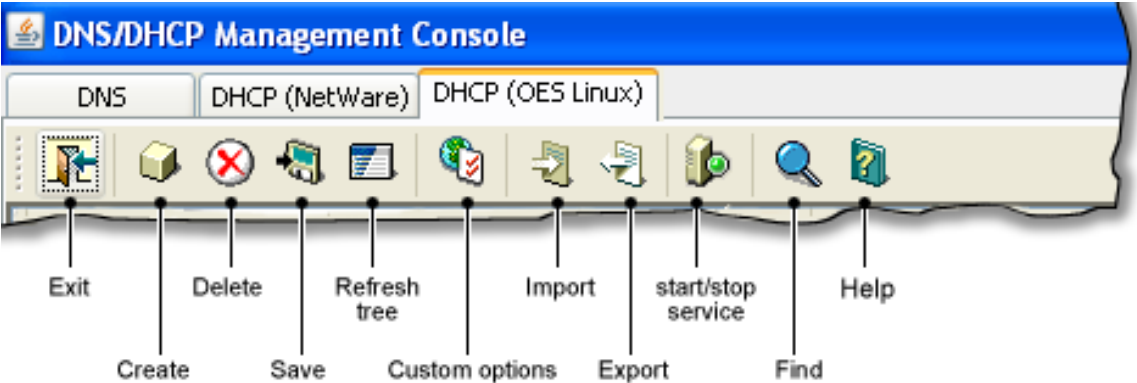 DNS/DHCP Management Console
DNS
DHCP (NetWare)
DHCP (OES Linux)
?
Exit
Delete
Refresh
tree
Import
start/stop
service
Help
Create
Save
Custom options
Export
Find